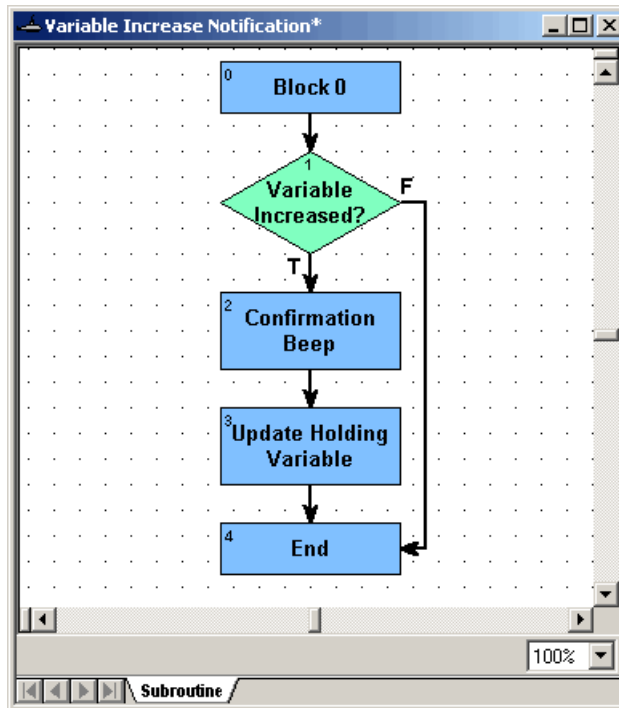 Variable Increase Notification*
0
Block 0
1
Variable
Increased?
F
T
2
Confirmation
Beep
3
Update Holding
Variable
4
End
100%
Subroutine